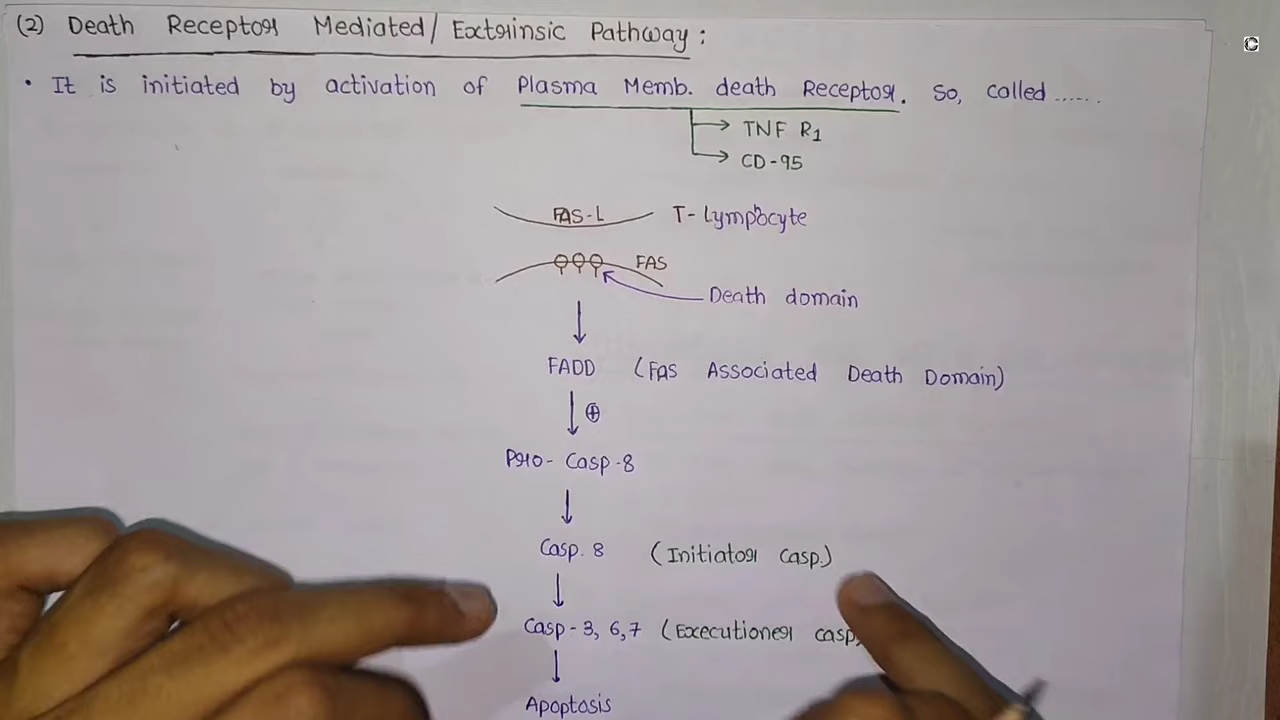 (2) Death Receptor Mediated/ Extrinsic Pathway:
• It is initiated by activation of Plasma Memb. death Receptor. So, called ......
→ TNF R1
→ CD-95
FAS-L T-Lymphocyte
FAS
Death domain
↓
FADD (FAS Associated Death Domain)
↓ ⊕
Pro-Casp-8
↓
Casp. 8 (Initiator Casp.)
↓
Casp-3, 6,7 (Executioner casp
↓
Apoptosis
C